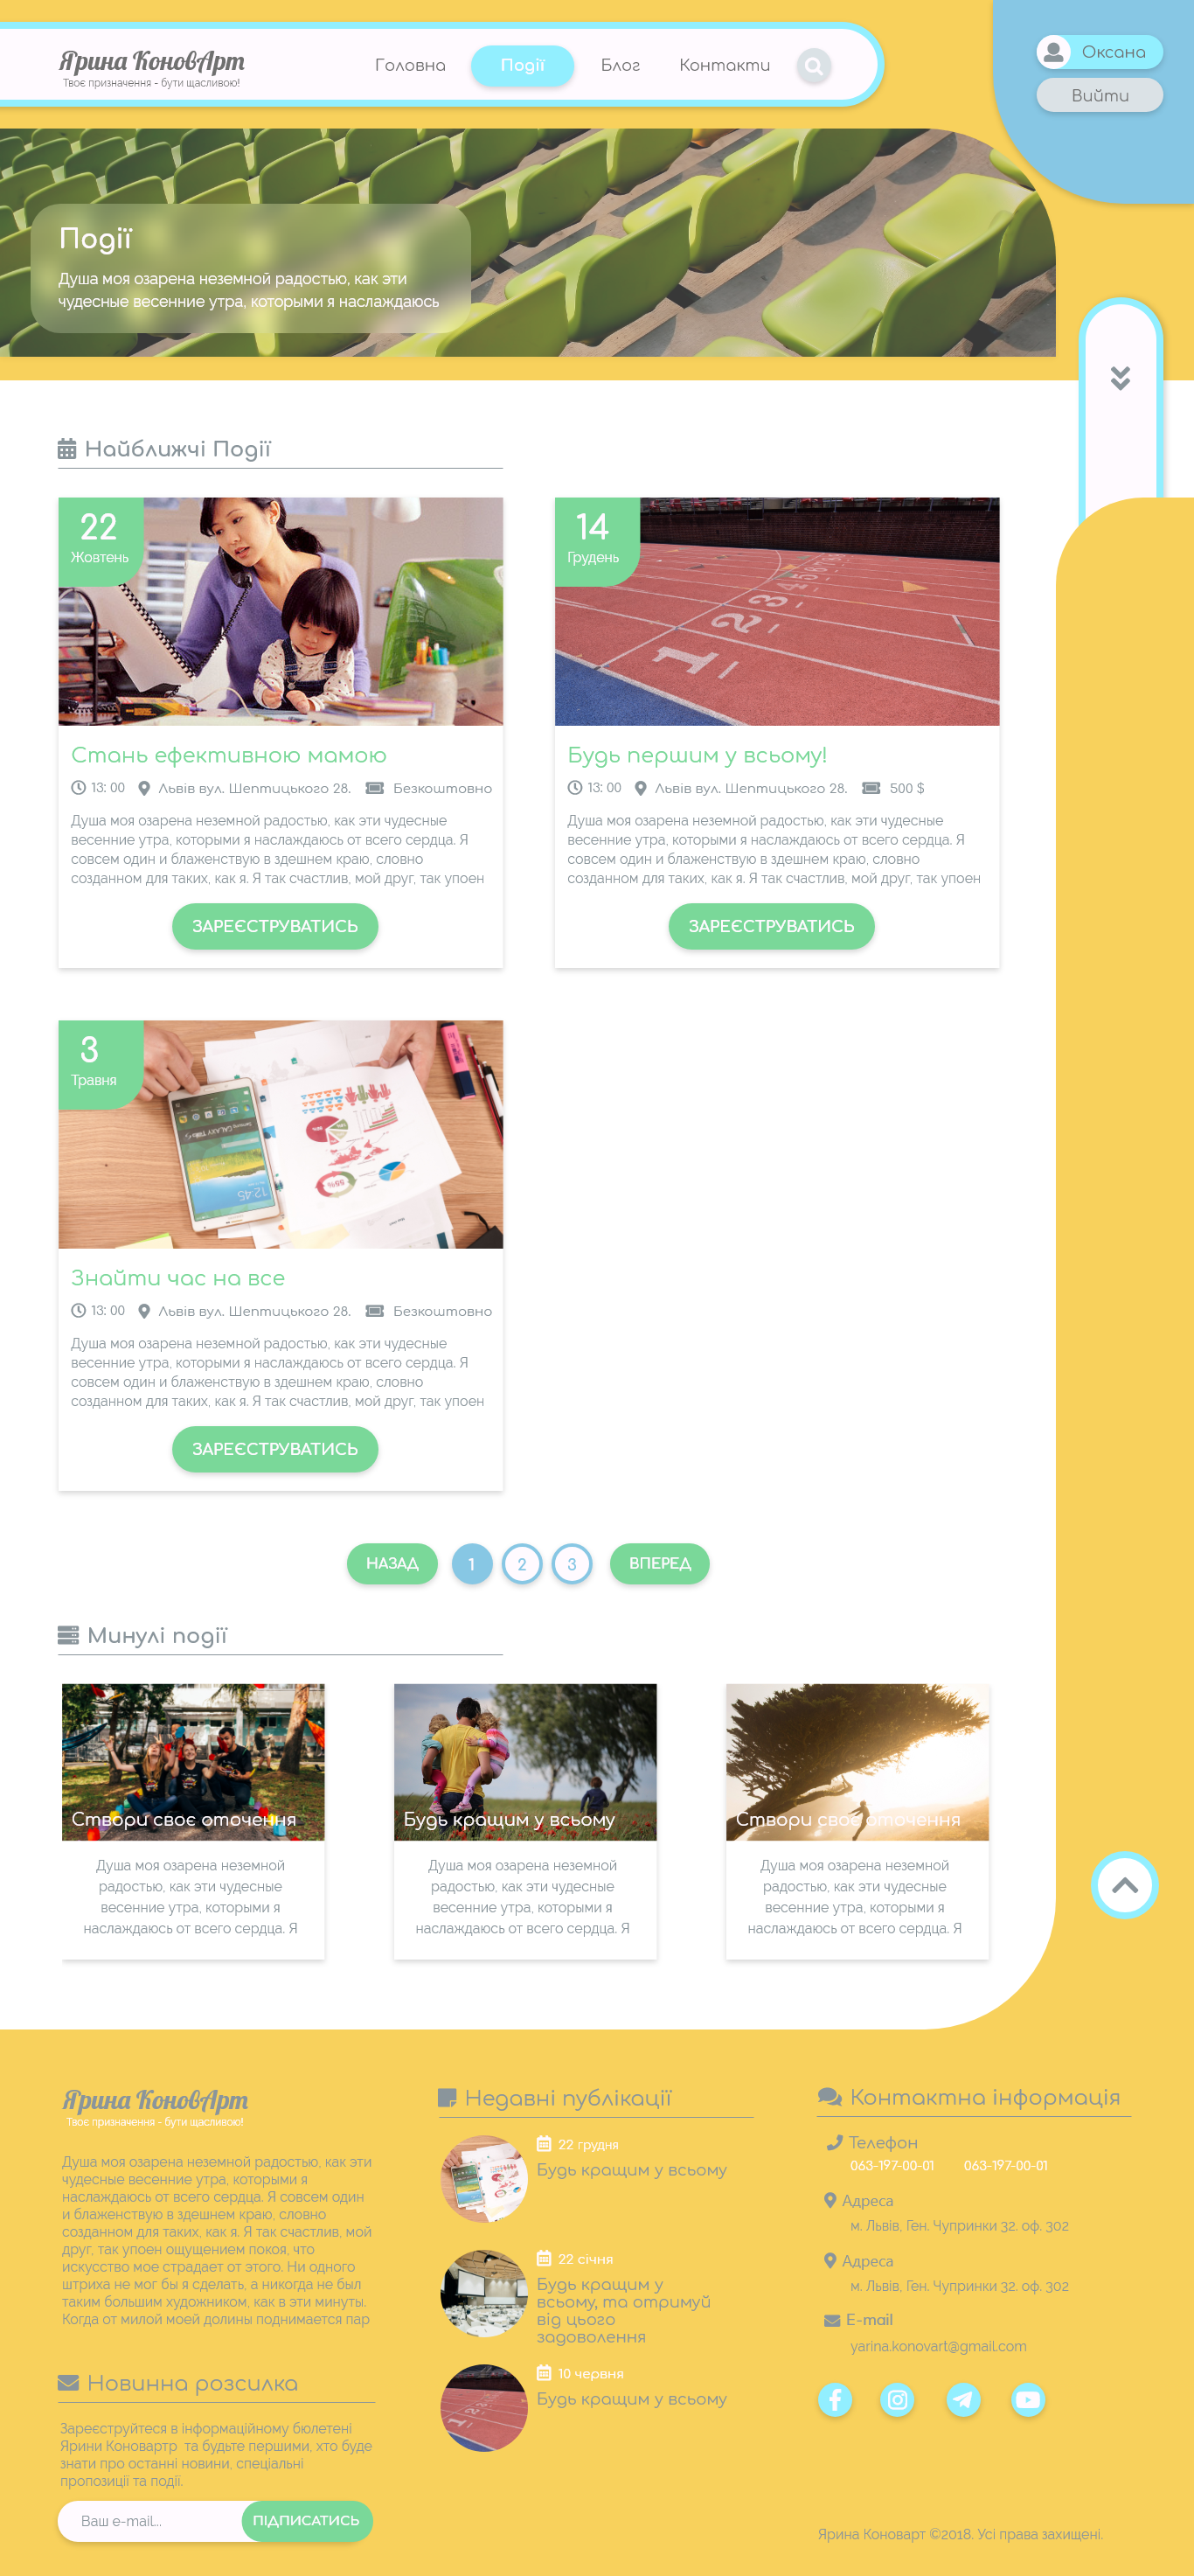 Ярина КоновАрт
Твоє призначення - бути щасливою!
Головна
Події
Блог
Контакти
Оксана
Вийти
Події
Душа моя озарена неземной радостью, как эти
чудесные весенние утра, которыми я наслаждаюсь
Найближчі Події
22
Жовтень
Стань ефективною мамою
13: 00 Львів вул. Шептицького 28. Безкоштовно
Душа моя озарена неземной радостью, как эти чудесные
весенние утра, которыми я наслаждаюсь от всего сердца. Я
совсем один и блаженствую в здешнем краю, словно
созданном для таких, как я. Я так счастлив, мой друг, так упоен
ЗАРЕЄСТРУВАТИСЬ
14
Грудень
1 2 3 4 5 6 8
Будь першим у всьому!
13: 00 Львів вул. Шептицького 28. 500 $
Душа моя озарена неземной радостью, как эти чудесные
весенние утра, которыми я наслаждаюсь от всего сердца. Я
совсем один и блаженствую в здешнем краю, словно
созданном для таких, как я. Я так счастлив, мой друг, так упоен
ЗАРЕЄСТРУВАТИСЬ
3
Травня
GALAXY Tab S
SAMSUNG
12:45
95%
Знайти час на все
13: 00 Львів вул. Шептицького 28. Безкоштовно
Душа моя озарена неземной радостью, как эти чудесные
весенние утра, которыми я наслаждаюсь от всего сердца. Я
совсем один и блаженствую в здешнем краю, словно
созданном для таких, как я. Я так счастлив, мой друг, так упоен
ЗАРЕЄСТРУВАТИСЬ
НАЗАД 1 2 3 ВПЕРЕД
Минулі події
Створи своє оточення
Душа моя озарена неземной
радостью, как эти чудесные
весенние утра, которыми я
наслаждаюсь от всего сердца. Я
Будь кращим у всьому
Душа моя озарена неземной
радостью, как эти чудесные
весенние утра, которыми я
наслаждаюсь от всего сердца. Я
Створи своє оточення
Душа моя озарена неземной
радостью, как эти чудесные
весенние утра, которыми я
наслаждаюсь от всего сердца. Я
Ярина КоновАрт
Твоє призначення - бути щасливою!
Душа моя озарена неземной радостью, как эти
чудесные весенние утра, которыми я
наслаждаюсь от всего сердца. Я совсем один
и блаженствую в здешнем краю, словно
созданном для таких, как я. Я так счастлив, мой
друг, так упоен ощущением покоя, что
искусство мое страдает от этого. Ни одного
штриха не мог бы я сделать, а никогда не был
таким большим художником, как в эти минуты.
Когда от милой моей долины поднимается пар
Новинна розсилка
Зареєструйтеся в інформаційному бюлетені
Ярини Коновартр та будьте першими, хто буде
знати про останні новини, спеціальні
пропозиції та події.
Ваш e-mail...
ПІДПИСАТИСЬ
Недавні публікації
22 грудня
Будь кращим у всьому
22 січня
Будь кращим у
всьому, та отримуй
від цього
задоволення
10 червня
Будь кращим у всьому
Контактна інформація
Телефон
063-197-00-01 063-197-00-01
Адреса
м. Львів, Ген. Чупринки 32. оф. 302
Адреса
м. Львів, Ген. Чупринки 32. оф. 302
E-mail
yarina.konovart@gmail.com
Ярина Коноварт ©2018. Усі права захищені.